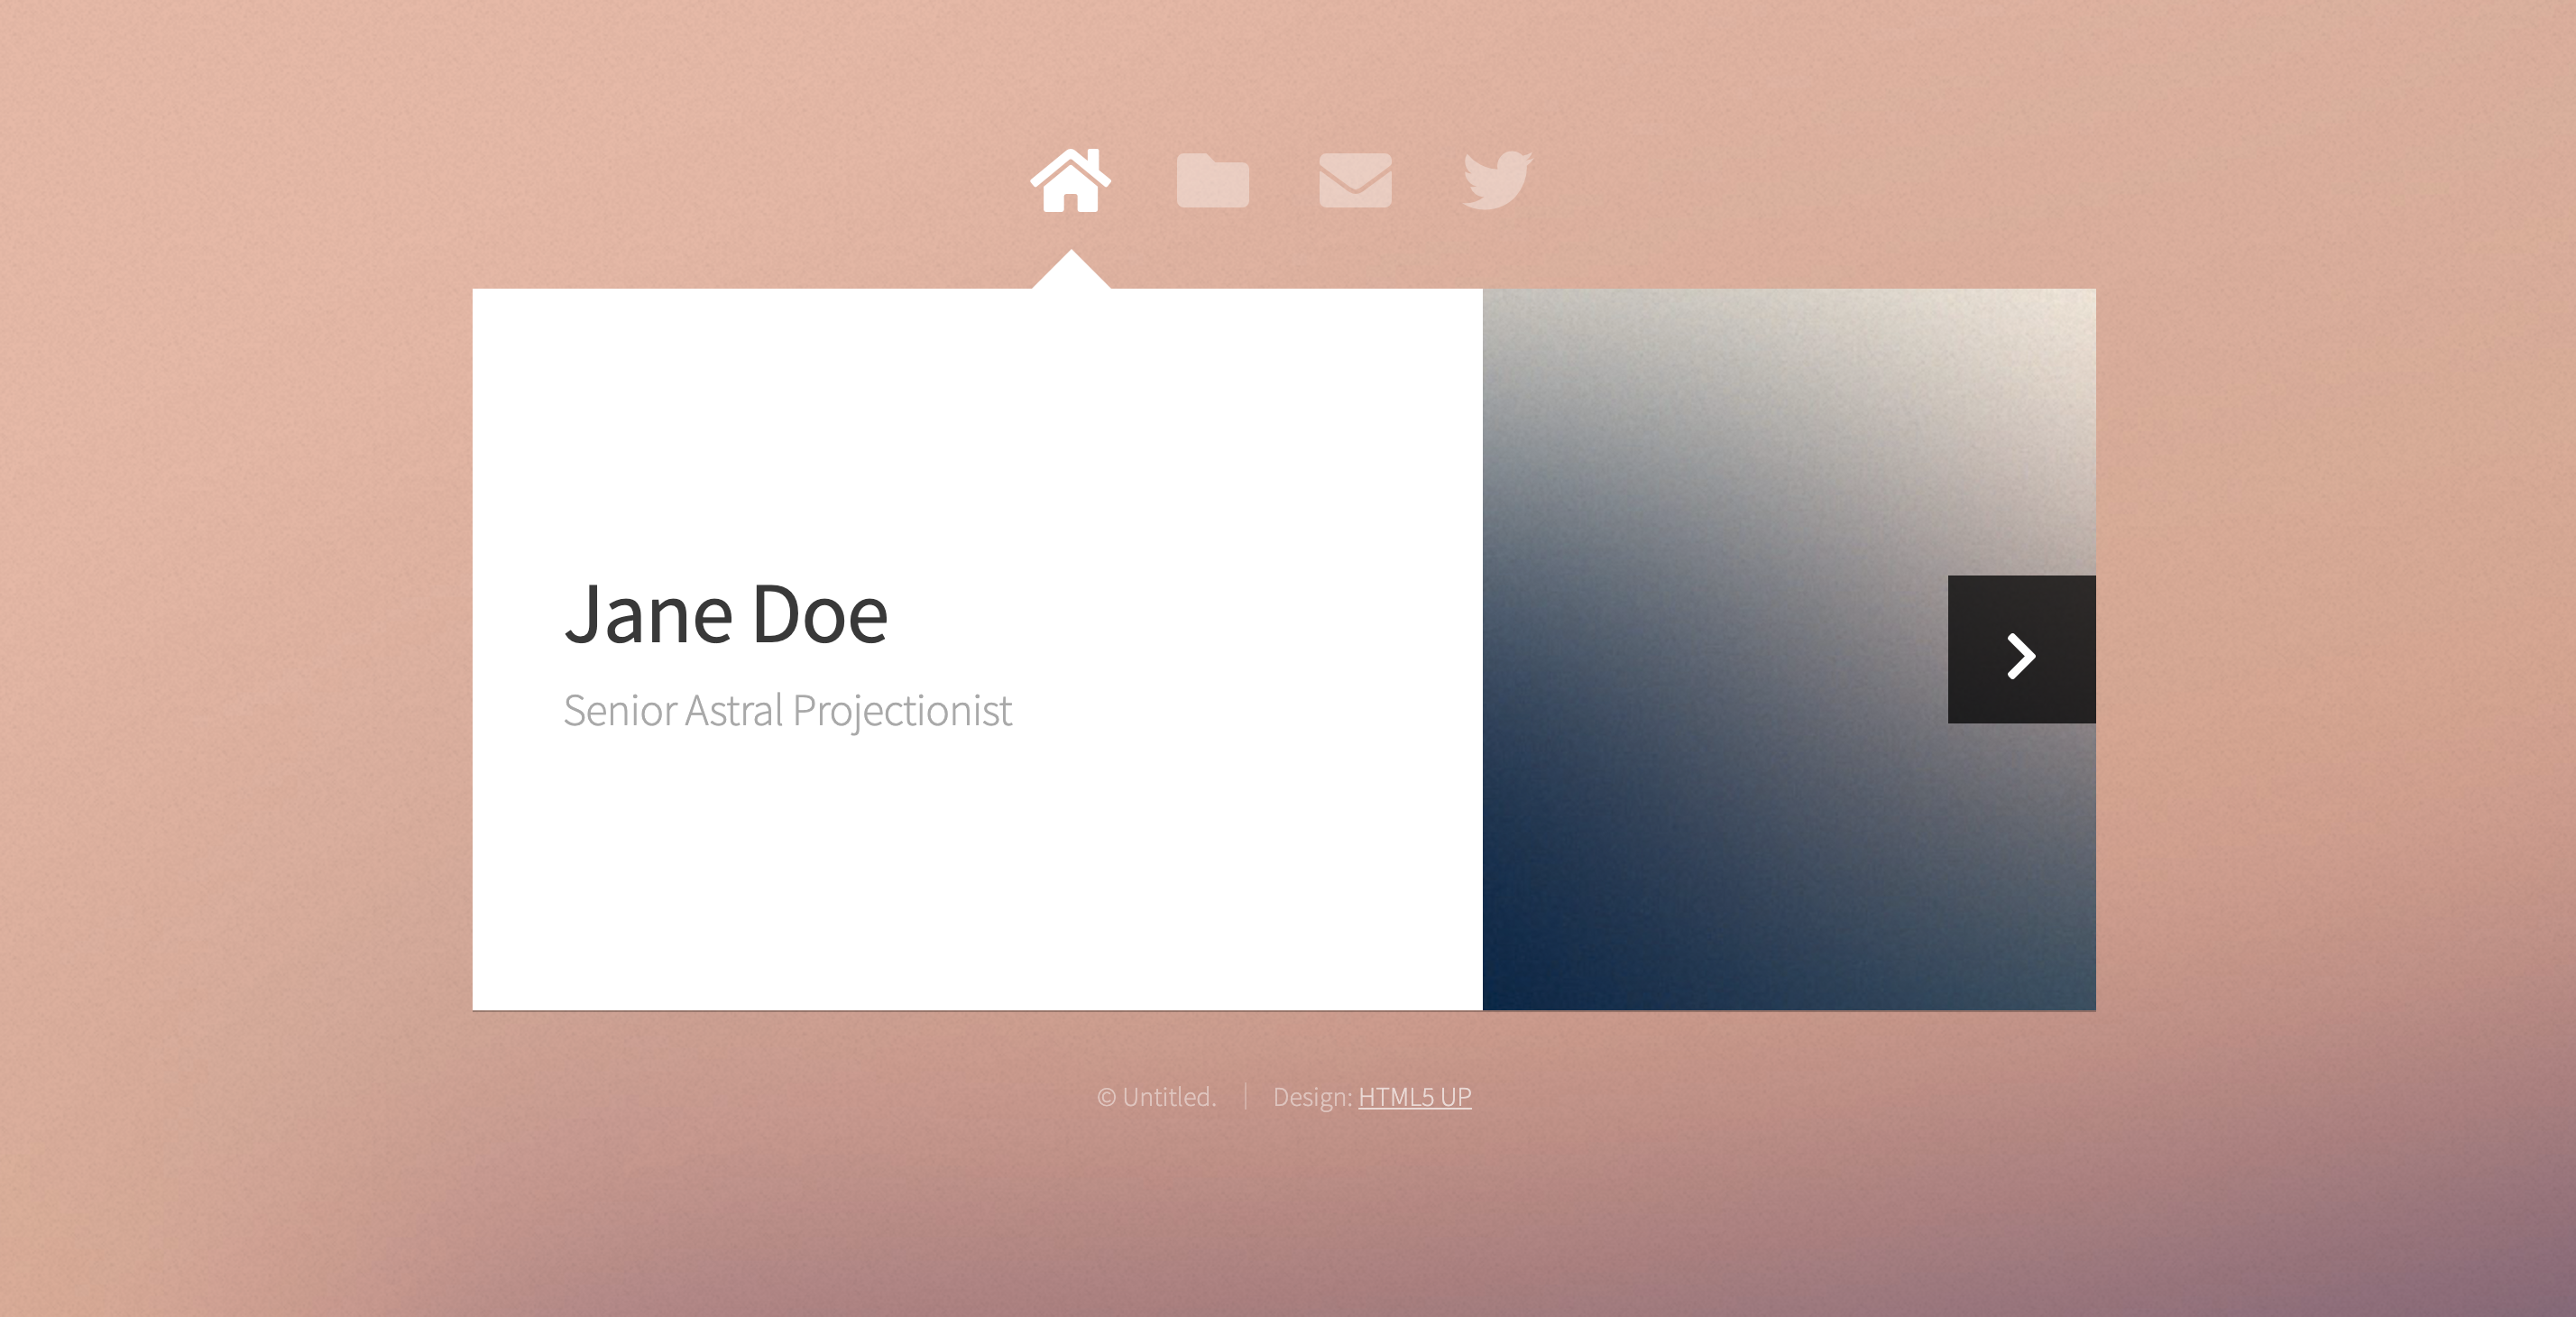 Jane Doe
Senior Astral Projectionist
© Untitled. | Design: HTML5 UP